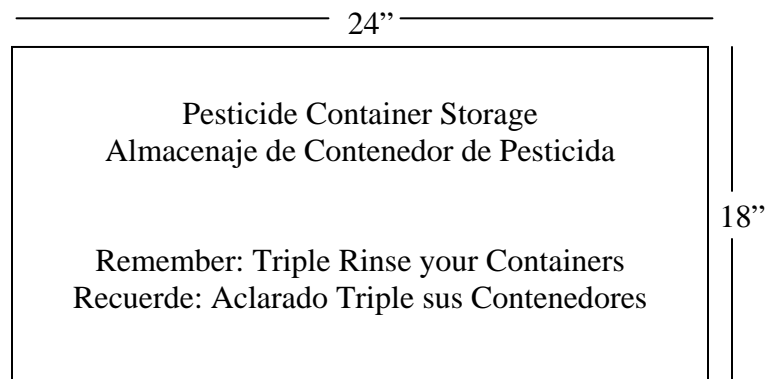 24”
Pesticide Container Storage
Almacenaje de Contenedor de Pesticida
18”
Remember: Triple Rinse your Containers
Recuerde: Aclarado Triple sus Contenedores